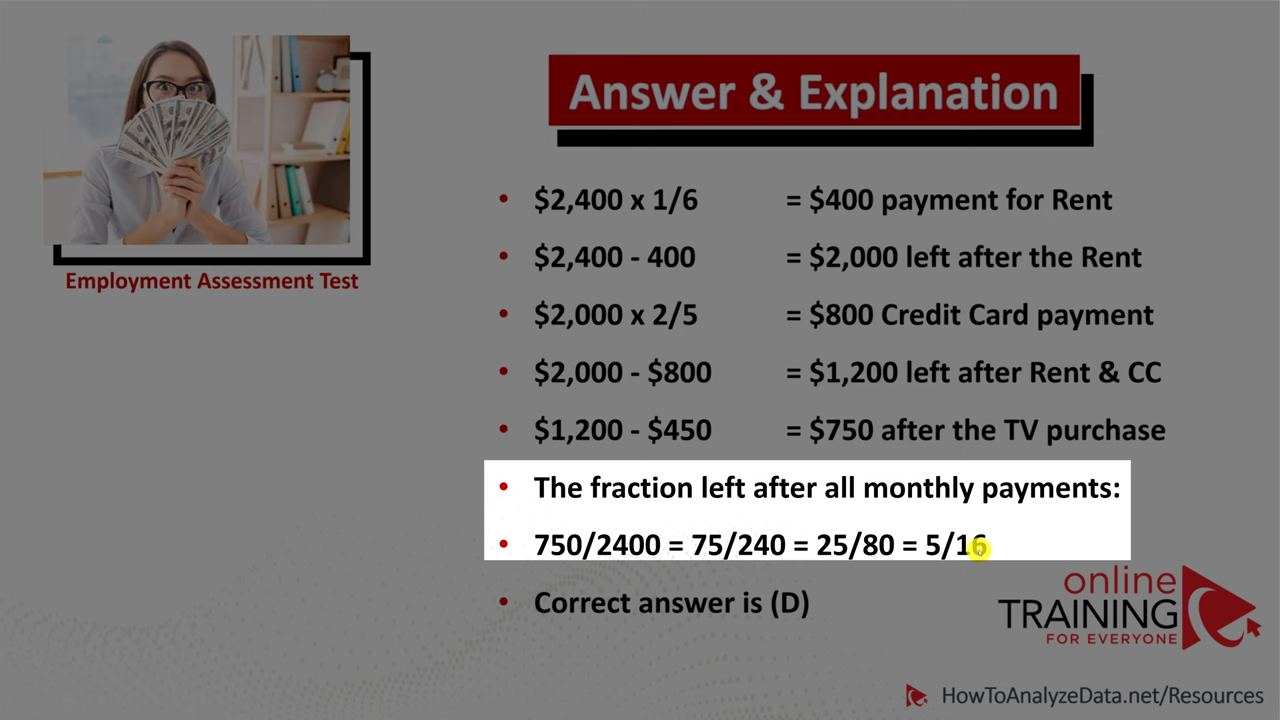 Answer & Explanation
Employment Assessment Test
• $2,400 x 1/6 = $400 payment for Rent
• $2,400 - 400 = $2,000 left after the Rent
• $2,000 x 2/5 = $800 Credit Card payment
• $2,000 - $800 = $1,200 left after Rent & CC
• $1,200 - $450 = $750 after the TV purchase
• The fraction left after all monthly payments:
• 750/2400 = 75/240 = 25/80 = 5/16
• Correct answer is (D)
online
TRAINING
FOR EVERYONE
HowToAnalyzeData.net/Resources